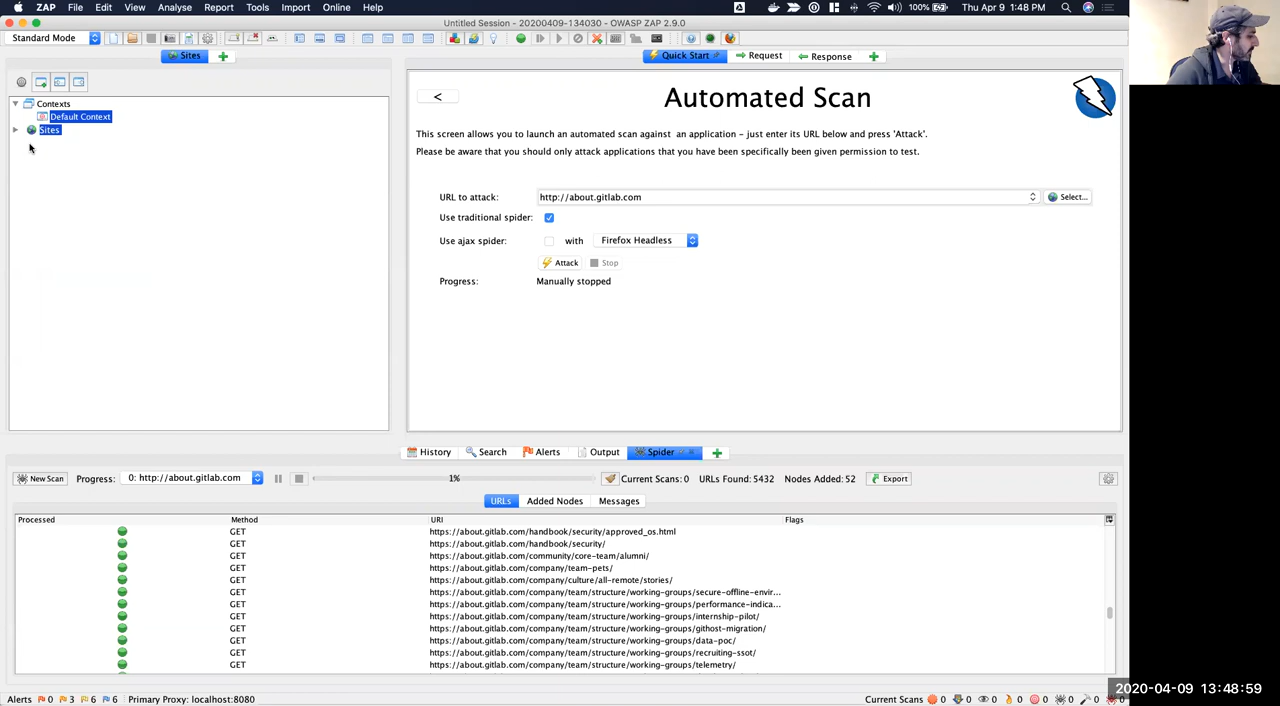 ZAP File Edit View Analyse Report Tools Import Online Help
100% Thu Apr 9 1:48 PM
Untitled Session - 20200409-134030 - OWASP ZAP 2.9.0
Standard Mode
Sites
Quick Start Request Response
Contexts
Default Context
Sites
<
Automated Scan
This screen allows you to launch an automated scan against an application - just enter its URL below and press 'Attack'.
Please be aware that you should only attack applications that you have been specifically been given permission to test.
URL to attack: http://about.gitlab.com Select...
Use traditional spider:
Use ajax spider: with Firefox Headless
Attack Stop
Progress: Manually stopped
History Search Alerts Output Spider
New Scan Progress: 0: http://about.gitlab.com 1% Current Scans: 0 URLs Found: 5432 Nodes Added: 52 Export
URLs Added Nodes Messages
Processed Method URI Flags
GET https://about.gitlab.com/handbook/security/approved_os.html
GET https://about.gitlab.com/handbook/security/
GET https://about.gitlab.com/community/core-team/alumni/
GET https://about.gitlab.com/company/team-pets/
GET https://about.gitlab.com/company/culture/all-remote/stories/
GET https://about.gitlab.com/company/team/structure/working-groups/secure-offline-envir...
GET https://about.gitlab.com/company/team/structure/working-groups/performance-indica...
GET https://about.gitlab.com/company/team/structure/working-groups/internship-pilot/
GET https://about.gitlab.com/company/team/structure/working-groups/githost-migration/
GET https://about.gitlab.com/company/team/structure/working-groups/data-poc/
GET https://about.gitlab.com/company/team/structure/working-groups/recruiting-ssot/
GET https://about.gitlab.com/company/team/structure/working-groups/telemetry/
Alerts 0 3 6 6 Primary Proxy: localhost:8080
Current Scans 0 0 0 0 0 0 0 0
2020-04-09 13:48:59